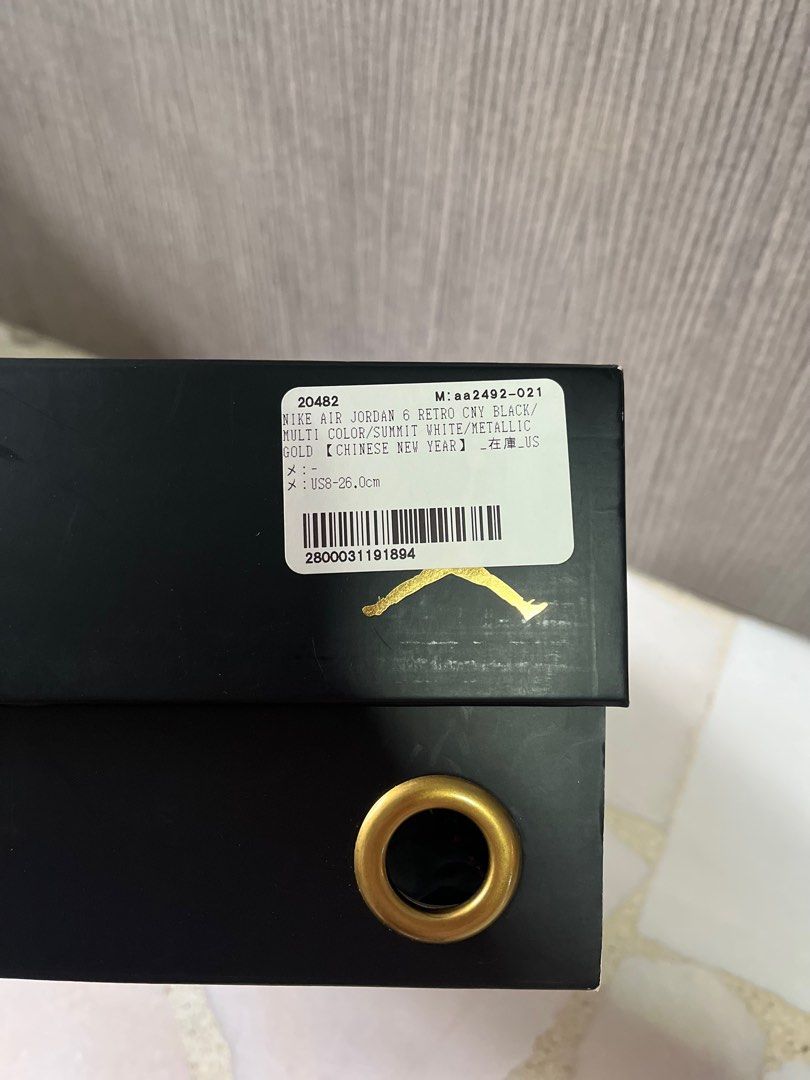 20482 M:aa2492-021
NIKE AIR JORDAN 6 RETRO CNY BLACK/
MULTI COLOR/SUMMIT WHITE/METALLIC
GOLD 【CHINESE NEW YEAR】 _在庫_US
メ:-
メ:US8-26.0cm
2800031191894